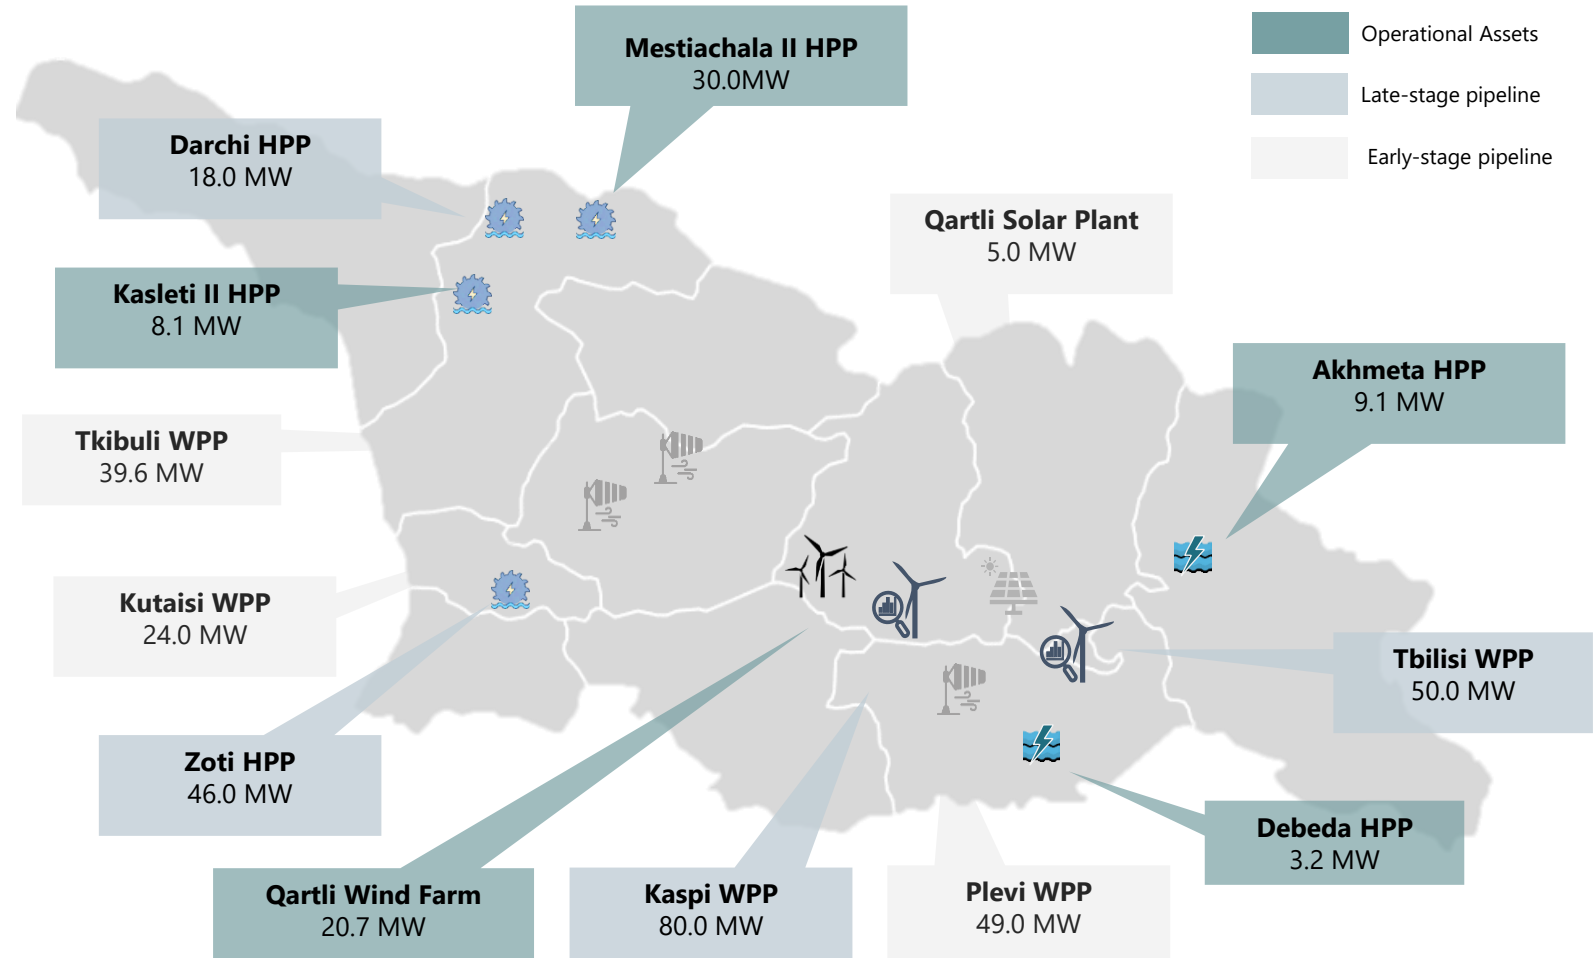 Mestiachala II HPP
30.0MW
Operational Assets
Late-stage pipeline
Early-stage pipeline
Darchi HPP
18.0 MW
Qartli Solar Plant
5.0 MW
Kasleti II HPP
8.1 MW
Akhmeta HPP
9.1 MW
Tkibuli WPP
39.6 MW
Kutaisi WPP
24.0 MW
Tbilisi WPP
50.0 MW
Zoti HPP
46.0 MW
Debeda HPP
3.2 MW
Qartli Wind Farm
20.7 MW
Kaspi WPP
80.0 MW
Plevi WPP
49.0 MW